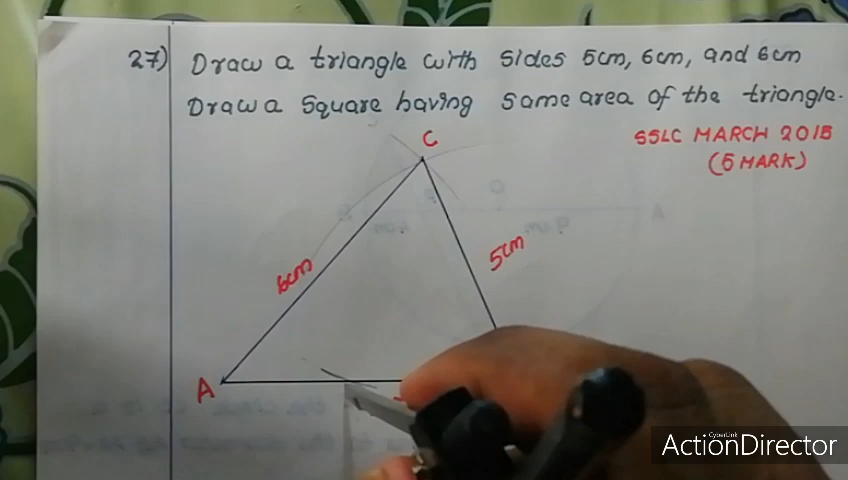 27) Draw a triangle with sides 5cm, 6cm, and 6cm
Draw a Square having same area of the triangle.
SSLC MARCH 2015
(5 MARK)
C
6cm
5cm
A
CyberLink
ActionDirector